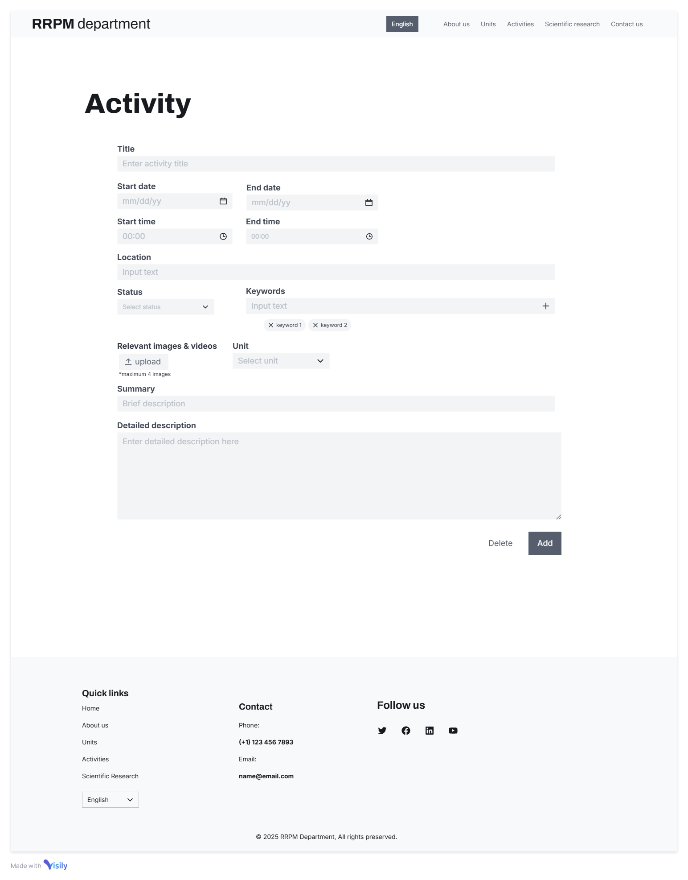 RRPM department
English
About us
Units
Activities
Scientific research
Contact us
Activity
Title
Enter activity title
Start date
End date
mm/dd/yy
mm/dd/yy
Start time
End time
00:00
00:00
Location
Input text
Status
Keywords
Select status
Input text
keyword 1
keyword 2
Relevant images & videos
Unit
upload
Select unit
*maximum 4 images
Summary
Brief description
Detailed description
Enter detailed description here
Delete
Add
Quick links
Home
About us
Units
Activities
Scientific Research
English
Contact
Phone:
(+1) 123 456 7893
Email:
name@email.com
Follow us
© 2025 RRPM Department, All rights preserved.
Made with Visily